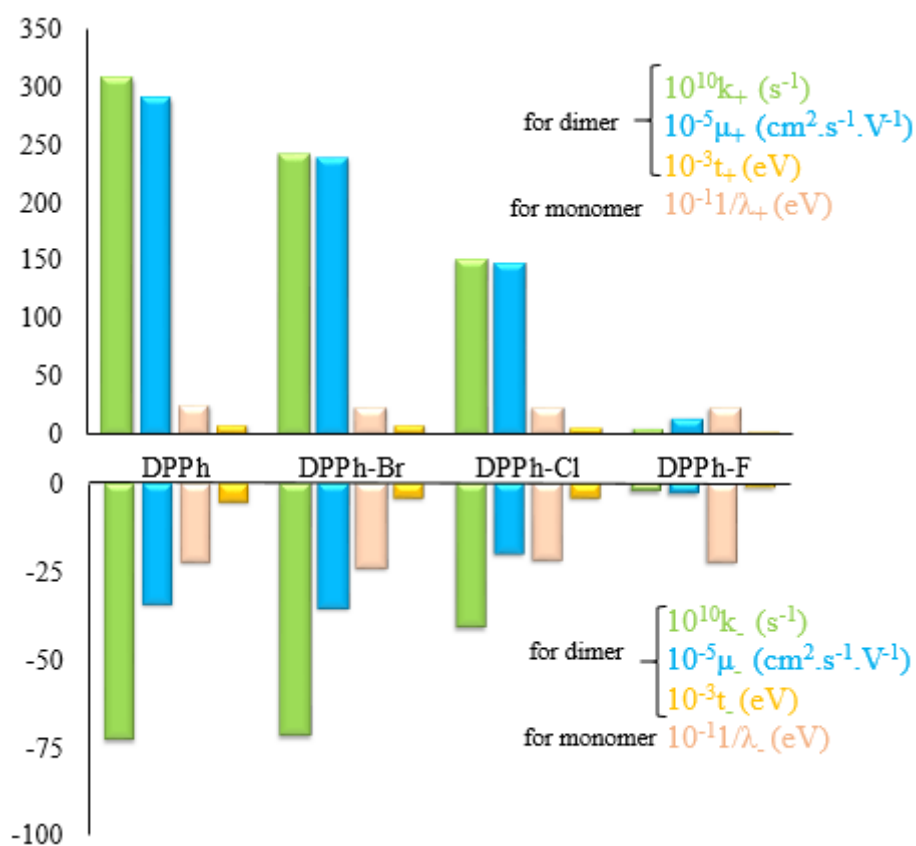 350
300
250
200
150
100
50
0
for dimer
10¹⁰k₊ (s⁻¹)
10⁻⁵μ₊ (cm².s⁻¹.V⁻¹)
10⁻³t₊ (eV)
for monomer 10⁻¹1/λ₊ (eV)
DPPh DPPh-Br DPPh-Cl DPPh-F
0
-25
-50
-75
-100
for dimer
10¹⁰k₋ (s⁻¹)
10⁻⁵μ₋ (cm².s⁻¹.V⁻¹)
10⁻³t₋ (eV)
for monomer 10⁻¹1/λ₋ (eV)